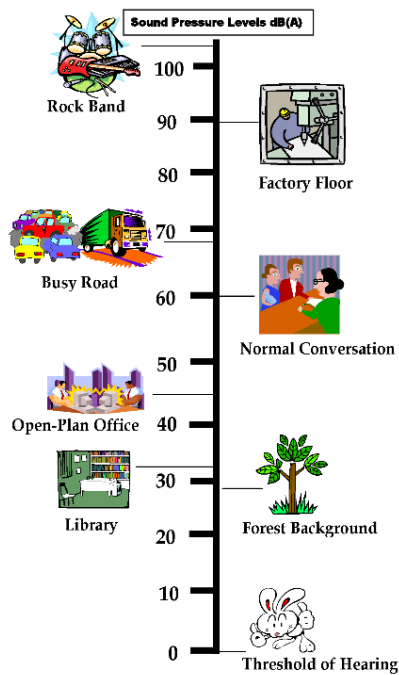 Sound Pressure Levels dB(A)
100
Rock Band
90
80
Factory Floor
70
Busy Road
60
Normal Conversation
50
Open-Plan Office
40
30
Library
Forest Background
20
10
0
Threshold of Hearing